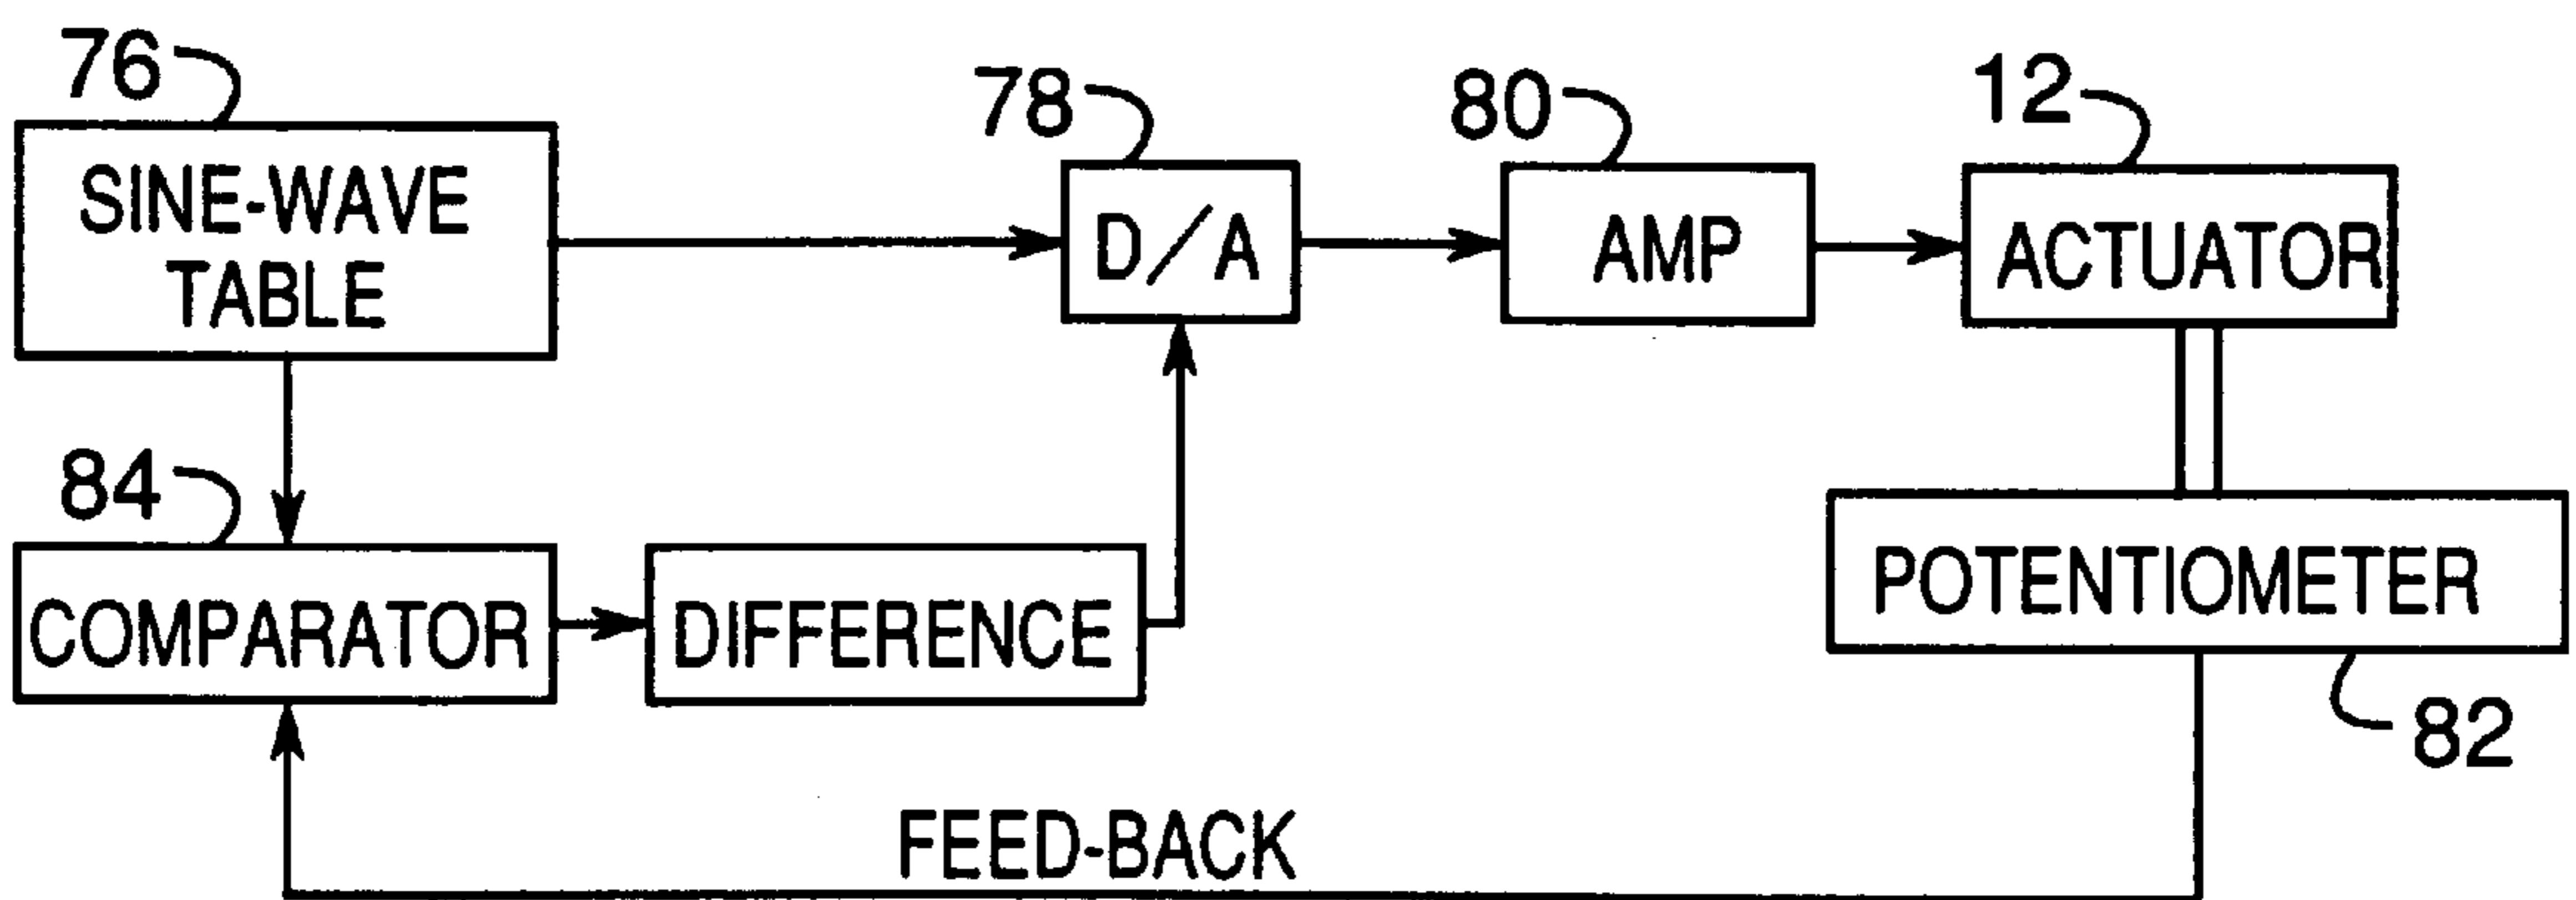 76
SINE-WAVE
TABLE
78
D/A
80
AMP
12
ACTUATOR
84
COMPARATOR
DIFFERENCE
POTENTIOMETER
82
FEED-BACK